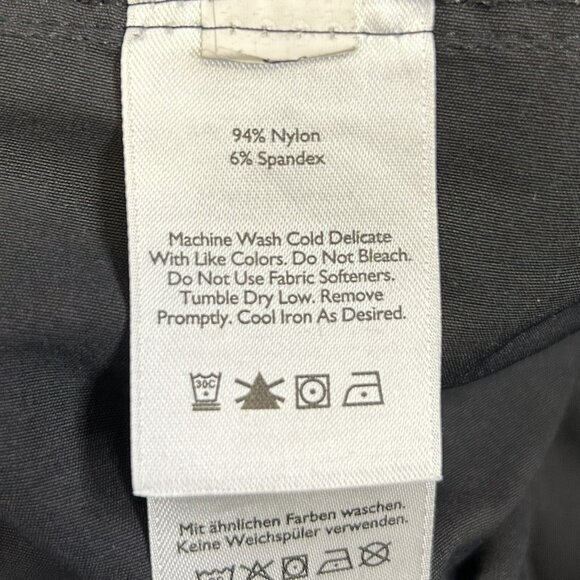 94% Nylon
6% Spandex
Machine Wash Cold Delicate
With Like Colors. Do Not Bleach.
Do Not Use Fabric Softeners.
Tumble Dry Low. Remove
Promptly. Cool Iron As Desired.
30C
Mit ähnlichen Farben waschen.
Keine Weichspüler verwenden.